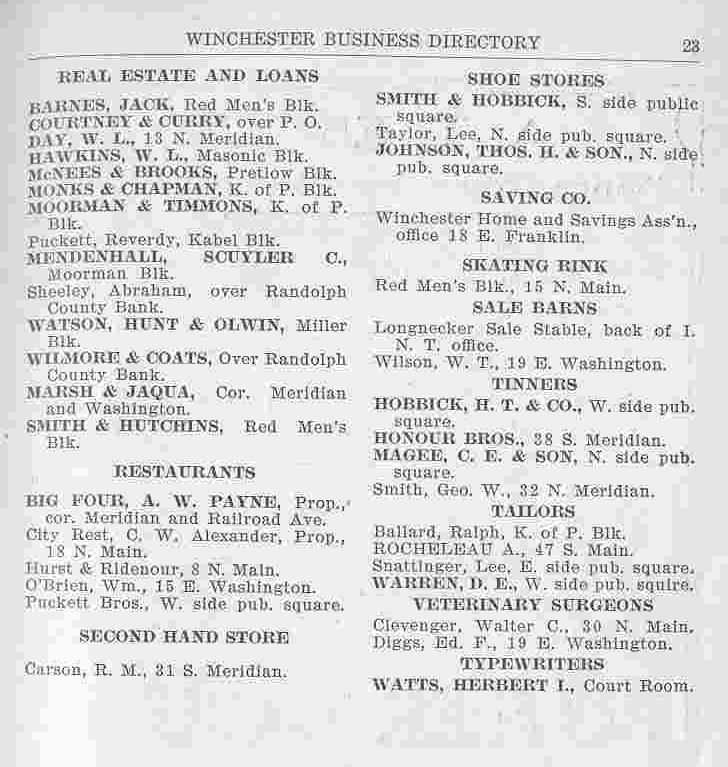 WINCHESTER BUSINESS DIRECTORY 23
REAL ESTATE AND LOANS
BARNES, JACK, Red Men's Blk.
COURTNEY & CURRY, over P. O.
DAY, W. L., 13 N. Meridian.
HAWKINS, W. L., Masonic Blk.
McNEES & BROOKS, Pretlow Blk.
MONKS & CHAPMAN, K. of P. Blk.
MOORMAN & TIMMONS, K. of P.
Blk.
Puckett, Reverdy, Kabel Blk.
MENDENHALL, SCUYLER C.,
Moorman Blk.
Sheeley, Abraham, over Randolph
County Bank.
WATSON, HUNT & OLWIN, Miller
Blk.
WILMORE & COATS, Over Randolph
County Bank.
MARSH & JAQUA, Cor. Meridian
and Washington.
SMITH & HUTCHINS, Red Men's
Blk.
RESTAURANTS
BIG FOUR, A. W. PAYNE, Prop.,
cor. Meridian and Railroad Ave.
City Rest, C. W. Alexander, Prop.,
18 N. Main.
Hurst & Ridenour, 8 N. Main.
O'Brien, Wm., 15 E. Washington.
Puckett Bros., W. side pub. square.
SECOND HAND STORE
Carson, R. M., 31 S. Meridian.
SHOE STORES
SMITH & HOBBICK, S. side public
square.
Taylor, Lee, N. side pub. square.
JOHNSON, THOS. H. & SON., N. side
pub. square.
SAVING CO.
Winchester Home and Savings Ass'n.,
office 18 E. Franklin.
SKATING RINK
Red Men's Blk., 15 N. Main.
SALE BARNS
Longnecker Sale Stable, back of I.
N. T. office.
Wilson, W. T., 19 E. Washington.
TINNERS
HOBBICK, H. T. & CO., W. side pub.
square.
HONOUR BROS., 38 S. Meridian.
MAGEE, C. E. & SON, N. side pub.
square.
Smith, Geo. W., 32 N. Meridian.
TAILORS
Ballard, Ralph, K. of P. Blk.
ROCHELEAU A., 47 S. Main.
Snattinger, Lee, E. side pub. square.
WARREN, D. E., W. side pub. squire.
VETERINARY SURGEONS
Clevenger, Walter C., 30 N. Main.
Diggs, Ed. F., 19 E. Washington.
TYPEWRITERS
WATTS, HERBERT I., Court Room.